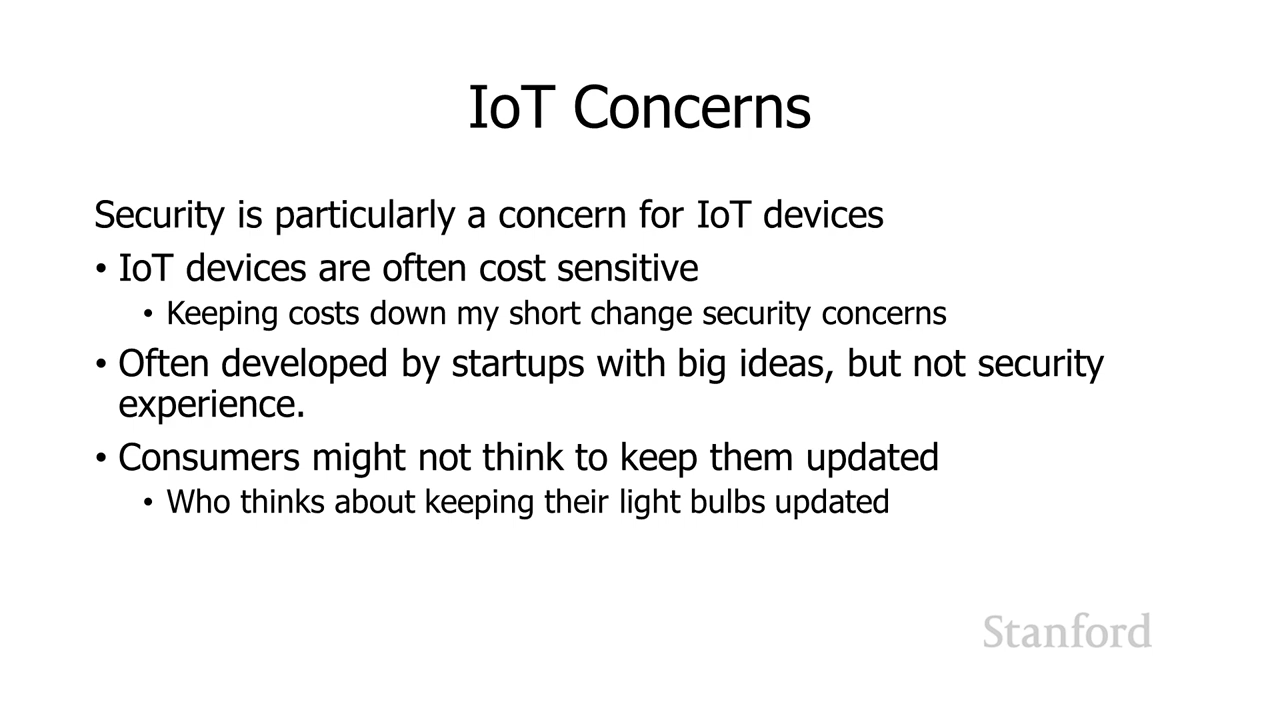 IoT Concerns
Security is particularly a concern for IoT devices
• IoT devices are often cost sensitive
• Keeping costs down my short change security concerns
• Often developed by startups with big ideas, but not security
experience.
• Consumers might not think to keep them updated
• Who thinks about keeping their light bulbs updated
Stanford